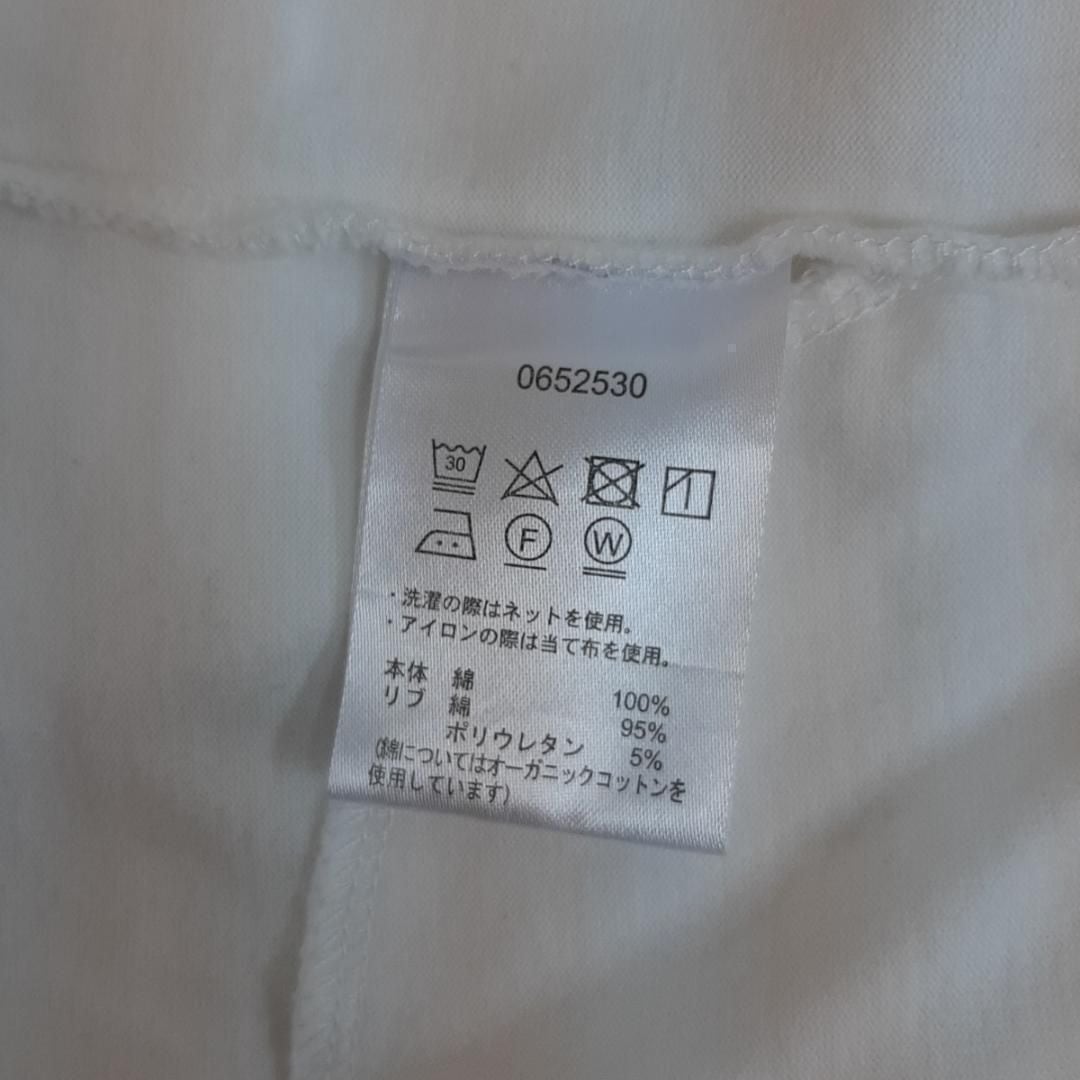 0652530
30
F W
・洗濯の際はネットを使用。
・アイロンの際は当て布を使用。
本体 綿 100%
リブ 綿 95%
ポリウレタン 5%
(綿についてはオーガニックコットンを
使用しています)